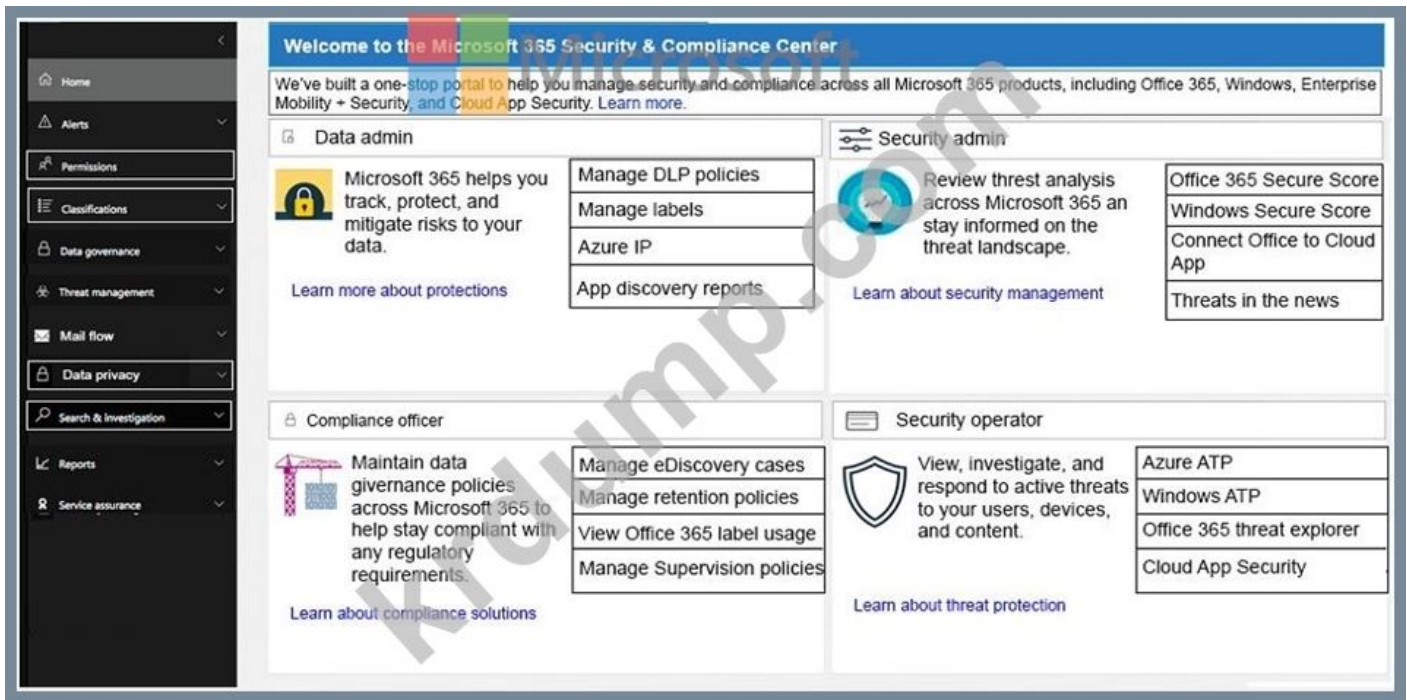 Home
Alerts
Permissions
Classifications
Data governance
Threat management
Mail flow
Data privacy
Search & investigation
Reports
Service assurance
Welcome to the Microsoft 365 Security & Compliance Center
We've built a one-stop portal to help you manage security and compliance across all Microsoft 365 products, including Office 365, Windows, Enterprise
Mobility + Security, and Cloud App Security. Learn more.
Data admin
Microsoft 365 helps you
track, protect, and
mitigate risks to your
data.
Learn more about protections
Manage DLP policies
Manage labels
Azure IP
App discovery reports
Security admin
Review threst analysis
across Microsoft 365 an
stay informed on the
threat landscape.
Learn about security management
Office 365 Secure Score
Windows Secure Score
Connect Office to Cloud
App
Threats in the news
Compliance officer
Maintain data
givernance policies
across Microsoft 365 to
help stay compliant with
any regulatory
requirements.
Learn about compliance solutions
Manage eDiscovery cases
Manage retention policies
View Office 365 label usage
Manage Supervision policies
Security operator
View, investigate, and
respond to active threats
to your users, devices,
and content.
Learn about threat protection
Azure ATP
Windows ATP
Office 365 threat explorer
Cloud App Security
Microsoft
krdump.com